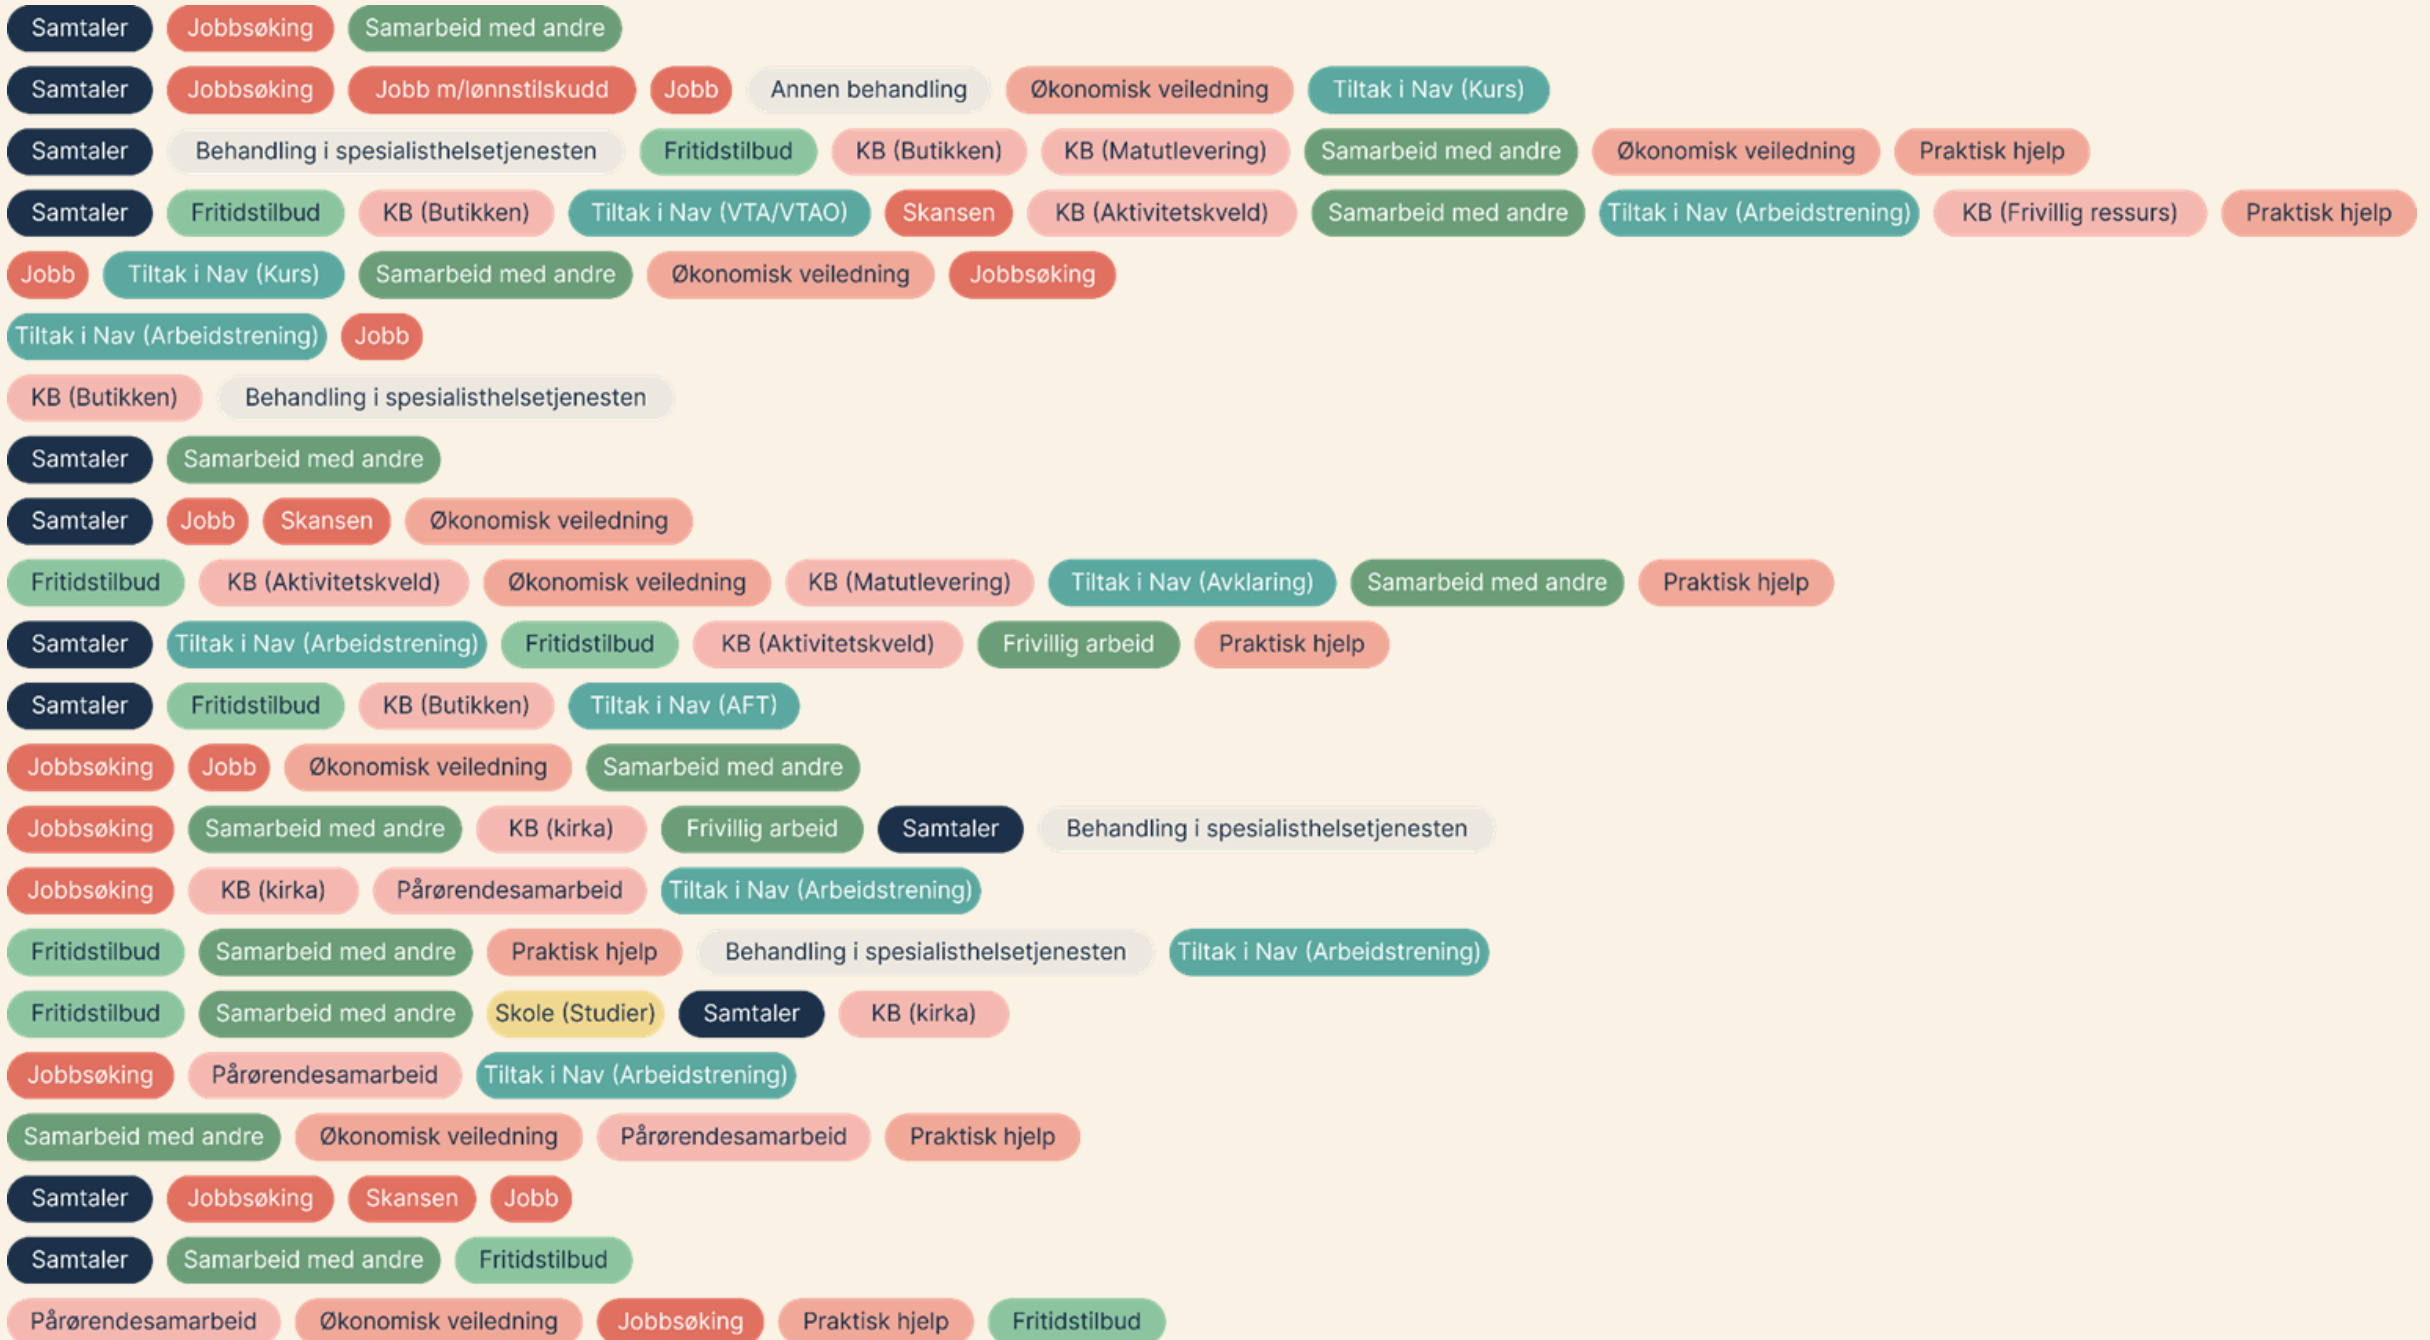 Samtaler Jobbsøking Samarbeid med andre
Samtaler Jobbsøking Jobb m/lønnstilskudd Jobb Annen behandling Økonomisk veiledning Tiltak i Nav (Kurs)
Samtaler Behandling i spesialisthelsetjenesten Fritidstilbud KB (Butikken) KB (Matutlevering) Samarbeid med andre Økonomisk veiledning Praktisk hjelp
Samtaler Fritidstilbud KB (Butikken) Tiltak i Nav (VTA/VTAO) Skansen KB (Aktivitetskveld) Samarbeid med andre Tiltak i Nav (Arbeidstrening) KB (Frivillig ressurs) Praktisk hjelp
Jobb Tiltak i Nav (Kurs) Samarbeid med andre Økonomisk veiledning Jobbsøking
Tiltak i Nav (Arbeidstrening) Jobb
KB (Butikken) Behandling i spesialisthelsetjenesten
Samtaler Samarbeid med andre
Samtaler Jobb Skansen Økonomisk veiledning
Fritidstilbud KB (Aktivitetskveld) Økonomisk veiledning KB (Matutlevering) Tiltak i Nav (Avklaring) Samarbeid med andre Praktisk hjelp
Samtaler Tiltak i Nav (Arbeidstrening) Fritidstilbud KB (Aktivitetskveld) Frivillig arbeid Praktisk hjelp
Samtaler Fritidstilbud KB (Butikken) Tiltak i Nav (AFT)
Jobbsøking Jobb Økonomisk veiledning Samarbeid med andre
Jobbsøking Samarbeid med andre KB (kirka) Frivillig arbeid Samtaler Behandling i spesialisthelsetjenesten
Jobbsøking KB (kirka) Pårørendesamarbeid Tiltak i Nav (Arbeidstrening)
Fritidstilbud Samarbeid med andre Praktisk hjelp Behandling i spesialisthelsetjenesten Tiltak i Nav (Arbeidstrening)
Fritidstilbud Samarbeid med andre Skole (Studier) Samtaler KB (kirka)
Jobbsøking Pårørendesamarbeid Tiltak i Nav (Arbeidstrening)
Samarbeid med andre Økonomisk veiledning Pårørendesamarbeid Praktisk hjelp
Samtaler Jobbsøking Skansen Jobb
Samtaler Samarbeid med andre Fritidstilbud
Pårørendesamarbeid Økonomisk veiledning Jobbsøking Praktisk hjelp Fritidstilbud